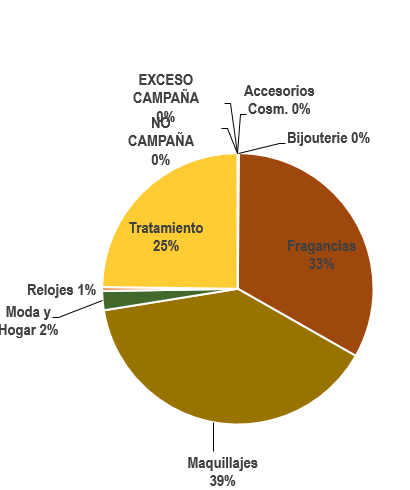 EXCESO
CAMPAÑA
0%
NO
CAMPAÑA
0%
Accesorios
Cosm. 0%
Bijouterie 0%
Fragancias
33%
Tratamiento
25%
Relojes 1%
Moda y
Hogar 2%
Maquillajes
39%